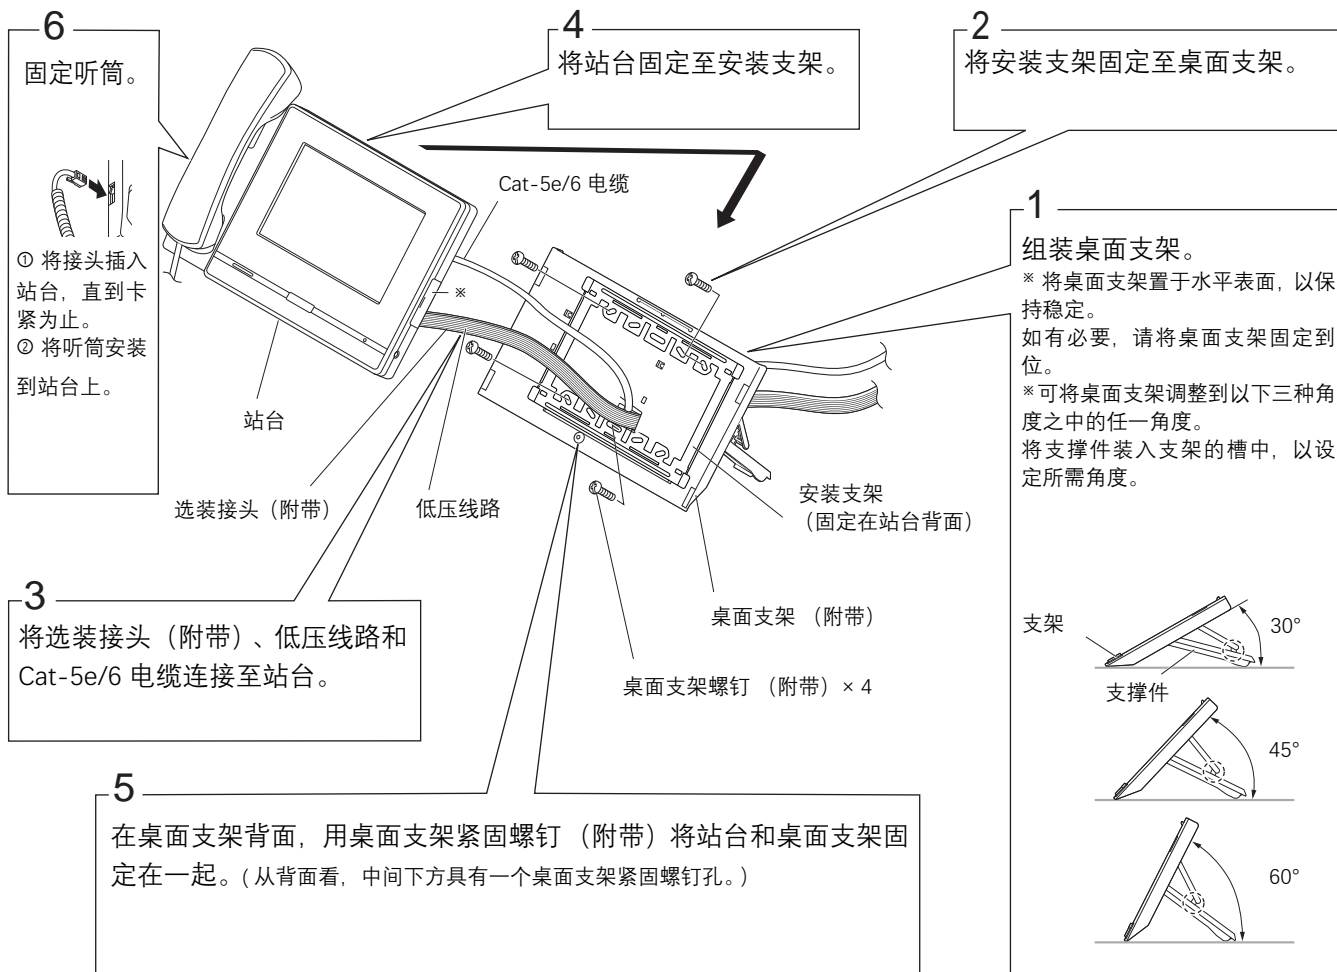 6
固定听筒。
① 将接头插入
站台，直到卡
紧为止。
② 将听筒安装
到站台上。
4
将站台固定至安装支架。
2
将安装支架固定至桌面支架。
1
组装桌面支架。
※ 将桌面支架置于水平表面，以保
持稳定。
如有必要，请将桌面支架固定到
位。
※可将桌面支架调整到以下三种角
度之中的任一角度。
将支撑件装入支架的槽中，以设
定所需角度。
Cat-5e/6 电缆
※
站台
选装接头（附带）
低压线路
安装支架
（固定在站台背面）
桌面支架 （附带）
桌面支架螺钉 （附带）× 4
3
将选装接头（附带）、低压线路和
Cat-5e/6 电缆连接至站台。
支架
支撑件
30°
45°
60°
5
在桌面支架背面，用桌面支架紧固螺钉 （附带）将站台和桌面支架固
定在一起。( 从背面看，中间下方具有一个桌面支架紧固螺钉孔。)